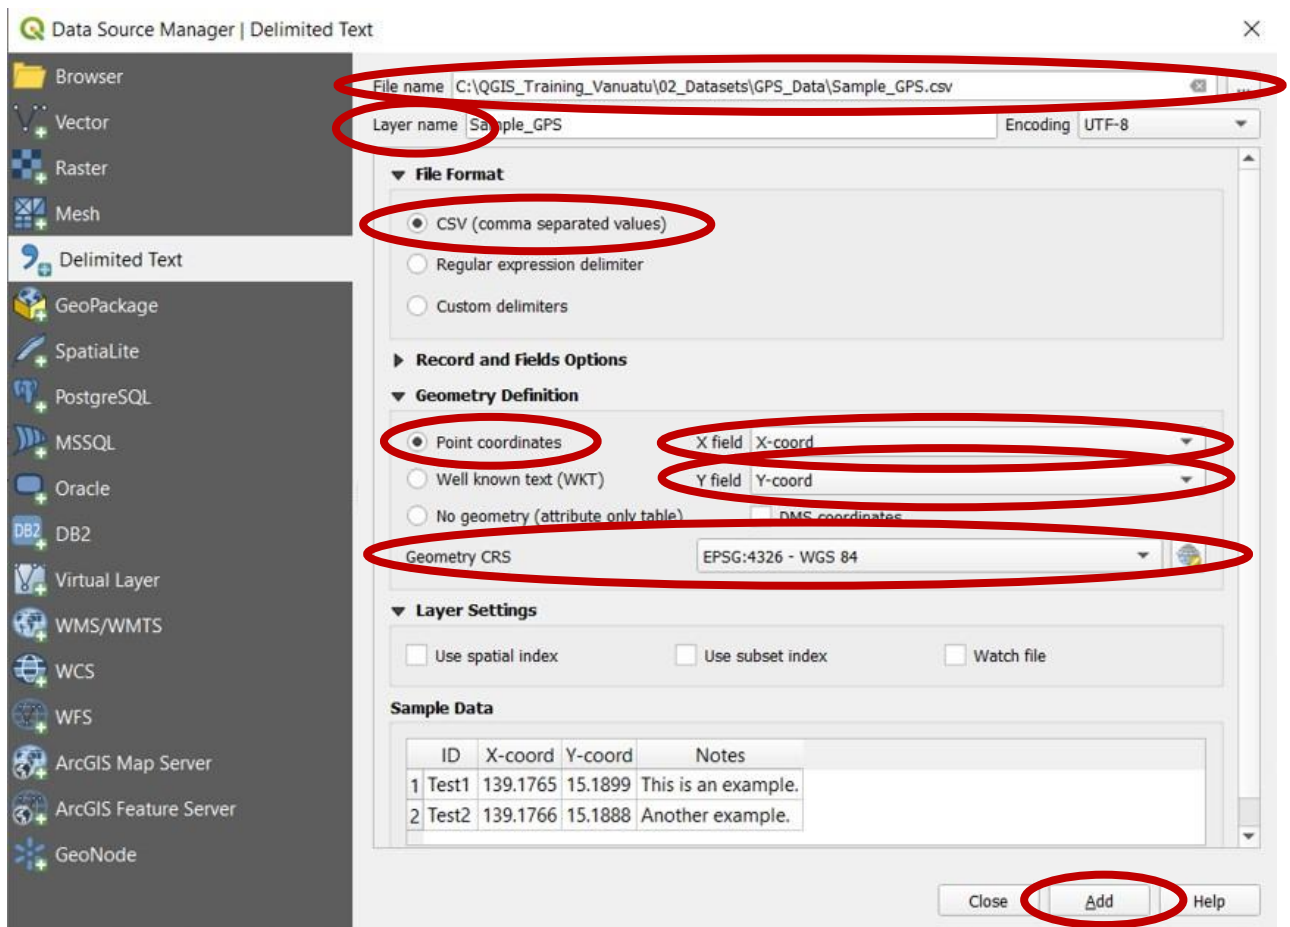 Data Source Manager | Delimited Text
Browser
Vector
Raster
Mesh
Delimited Text
GeoPackage
SpatiaLite
PostgreSQL
MSSQL
Oracle
DB2
DB2
Virtual Layer
WMS/WMTS
WCS
WFS
ArcGIS Map Server
ArcGIS Feature Server
GeoNode
File name C:\QGIS_Training_Vanuatu\02_Datasets\GPS_Data\Sample_GPS.csv ...
Layer name Sample_GPS Encoding UTF-8
File Format
CSV (comma separated values)
Regular expression delimiter
Custom delimiters
Record and Fields Options
Geometry Definition
Point coordinates X field X-coord
Well known text (WKT) Y field Y-coord
No geometry (attribute only table) DMS coordinates
Geometry CRS EPSG:4326 - WGS 84
Layer Settings
Use spatial index Use subset index Watch file
Sample Data
ID X-coord Y-coord Notes
1 Test1 139.1765 15.1899 This is an example.
2 Test2 139.1766 15.1888 Another example.
Close Add Help